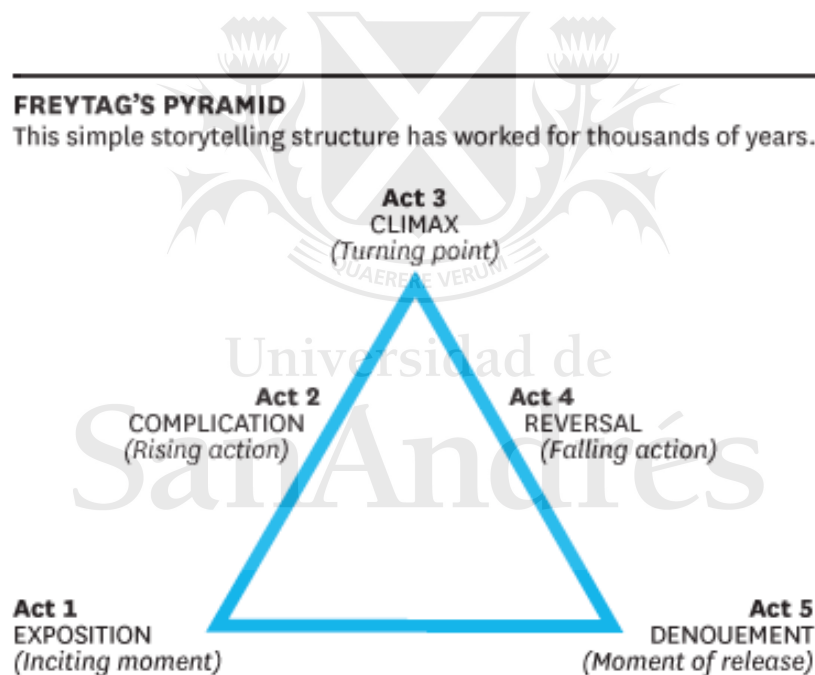 FREYTAG'S PYRAMID
This simple storytelling structure has worked for thousands of years.
Act 3
CLIMAX
(Turning point)
QUAERERE VERUM
Universidad de
SanAndrés
Act 2
COMPLICATION
(Rising action)
Act 4
REVERSAL
(Falling action)
Act 1
EXPOSITION
(Inciting moment)
Act 5
DENOUEMENT
(Moment of release)